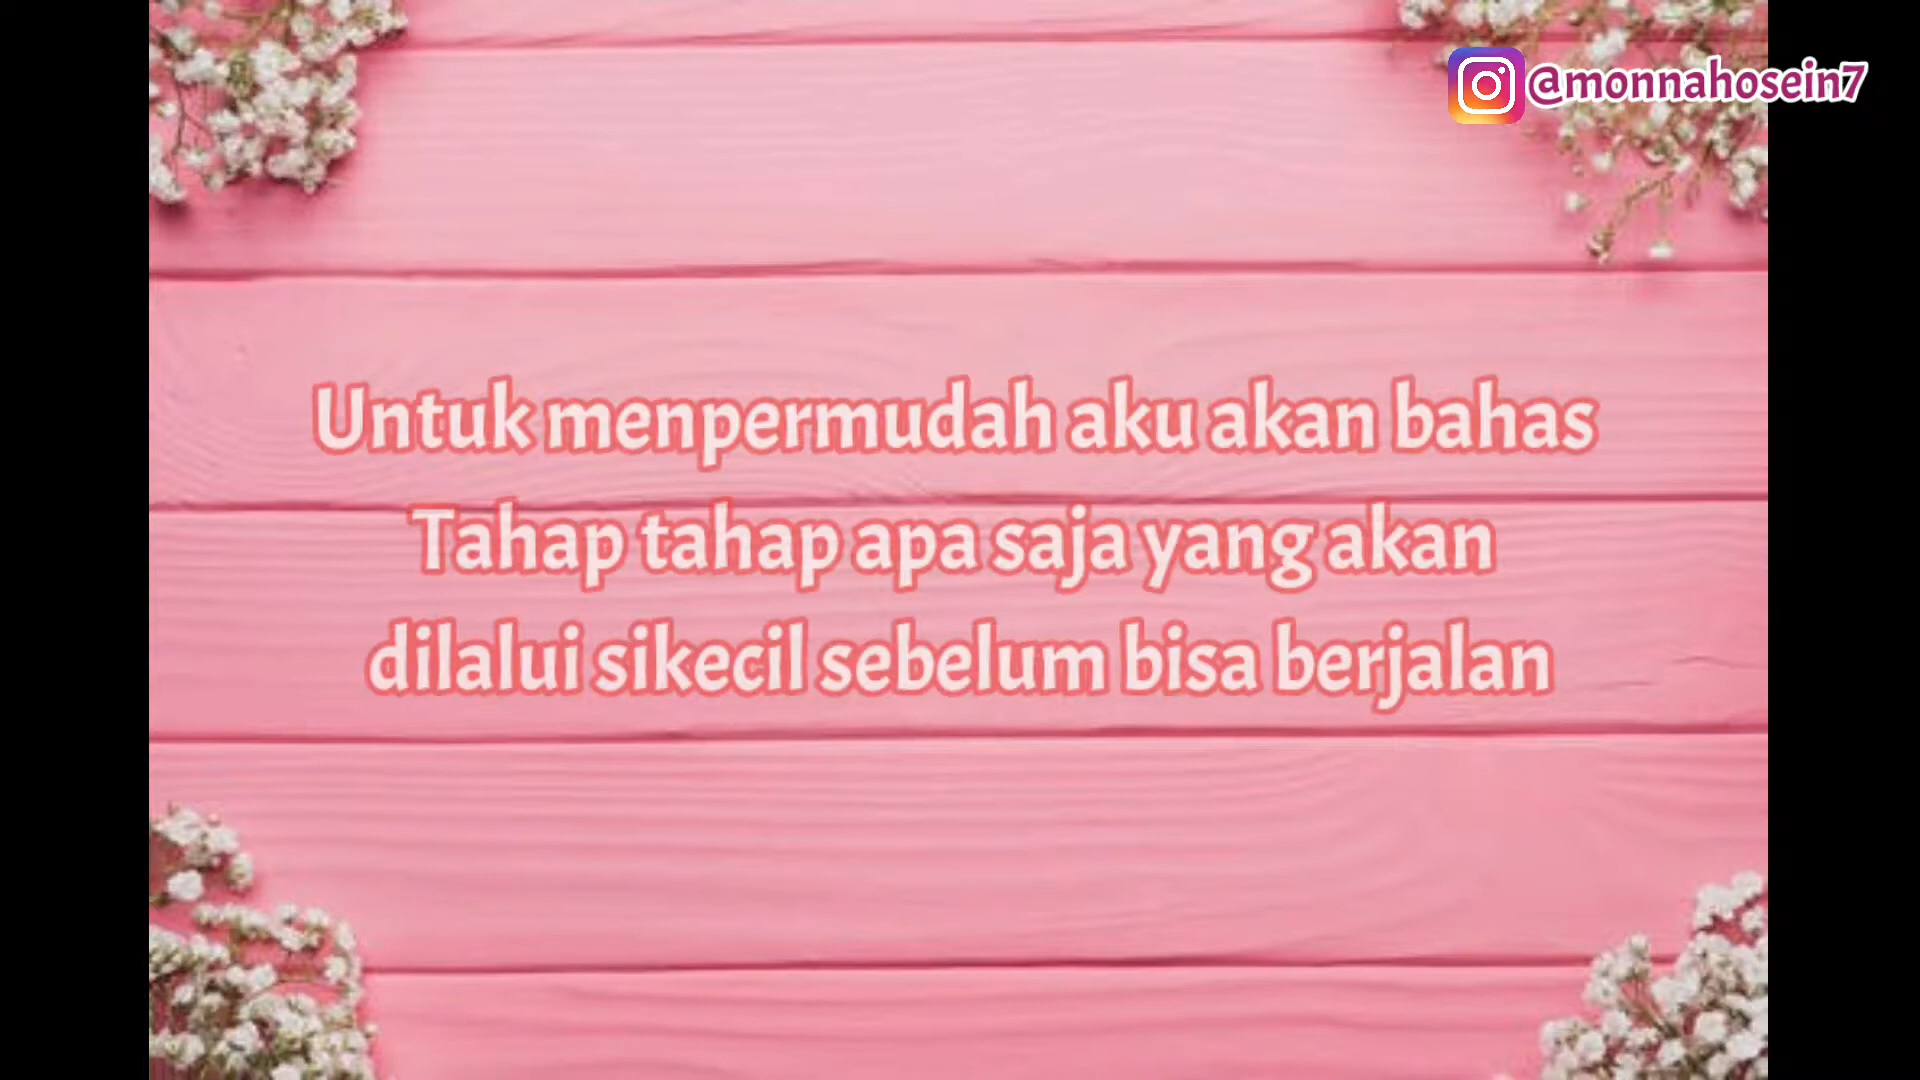 @monnahosein7
Untuk menpermudah aku akan bahas
Tahap tahap apa saja yang akan
dilalui sikecil sebelum bisa berjalan